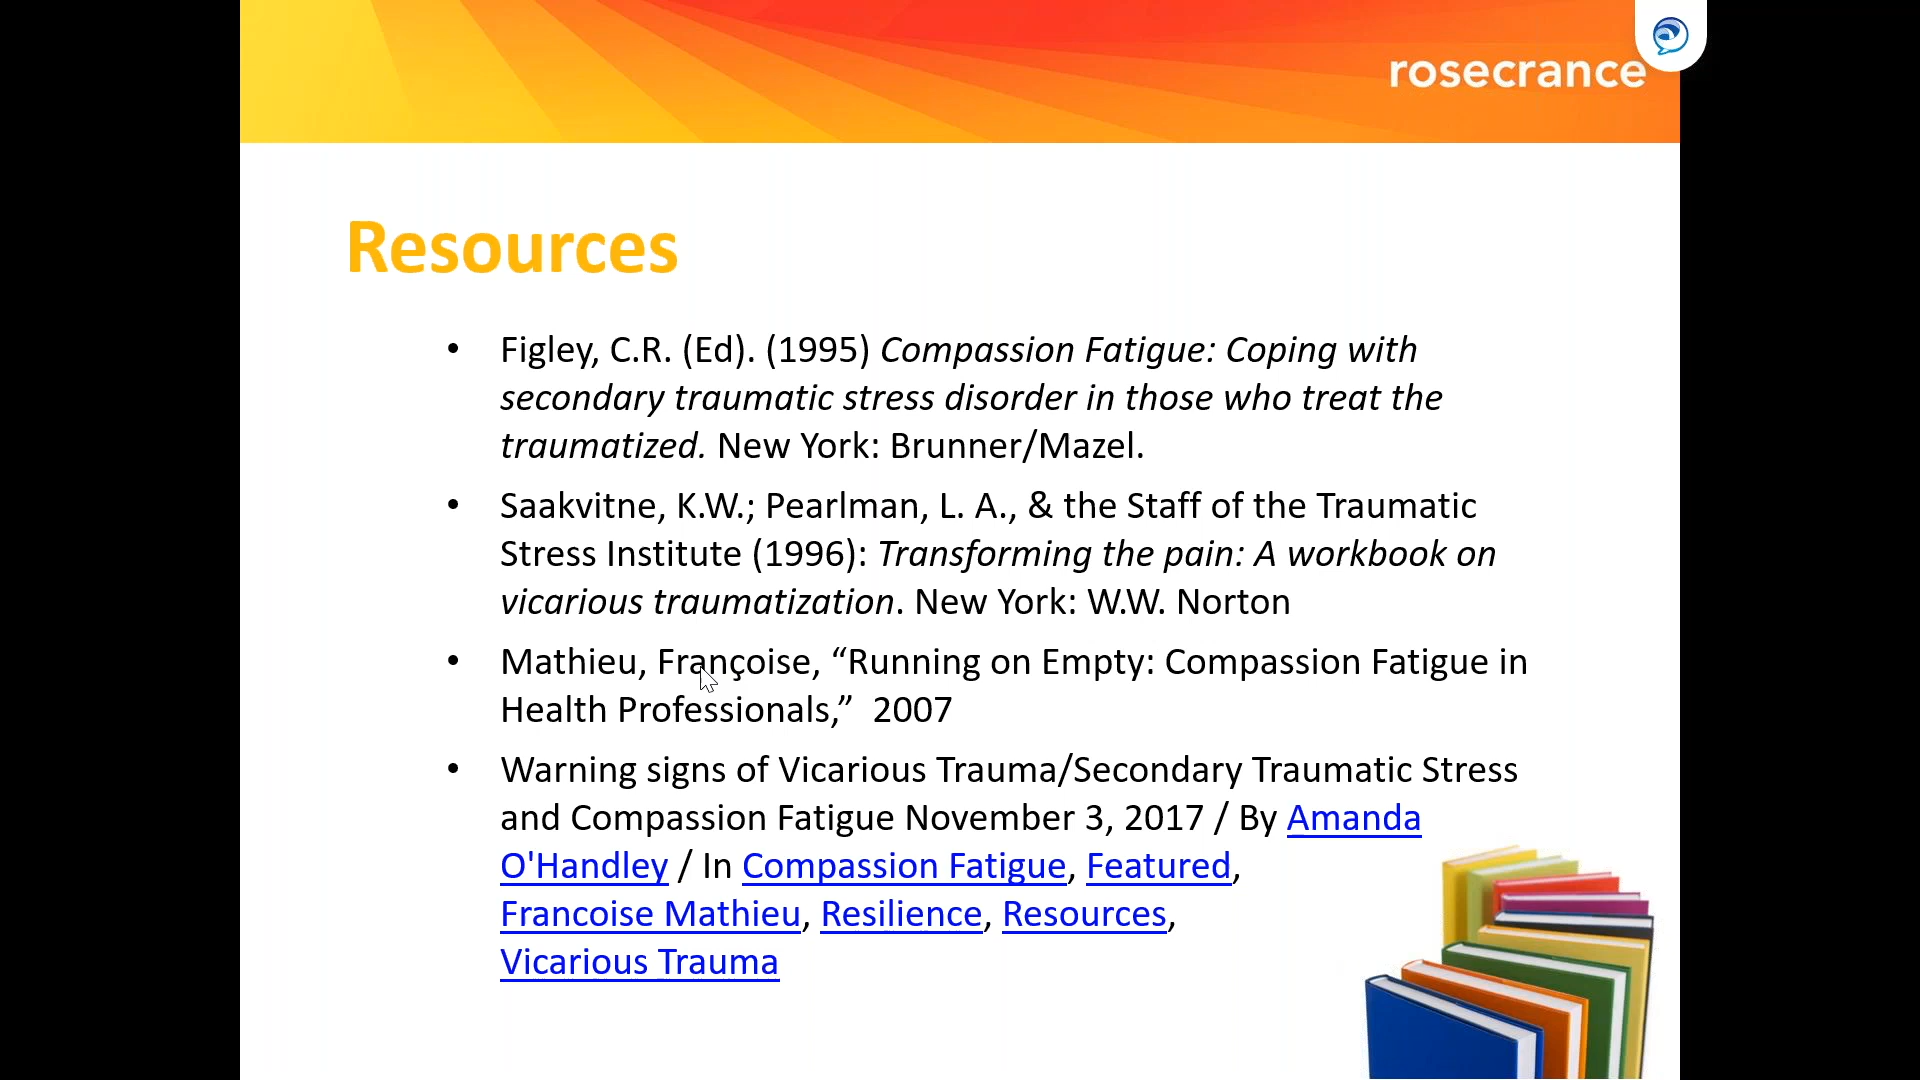 rosecrance
Resources
• Figley, C.R. (Ed). (1995) Compassion Fatigue: Coping with
secondary traumatic stress disorder in those who treat the
traumatized. New York: Brunner/Mazel.
• Saakvitne, K.W.; Pearlman, L. A., & the Staff of the Traumatic
Stress Institute (1996): Transforming the pain: A workbook on
vicarious traumatization. New York: W.W. Norton
• Mathieu, Françoise, “Running on Empty: Compassion Fatigue in
Health Professionals,”  2007
• Warning signs of Vicarious Trauma/Secondary Traumatic Stress
and Compassion Fatigue November 3, 2017 / By Amanda
O'Handley / In Compassion Fatigue, Featured,
Francoise Mathieu, Resilience, Resources,
Vicarious Trauma